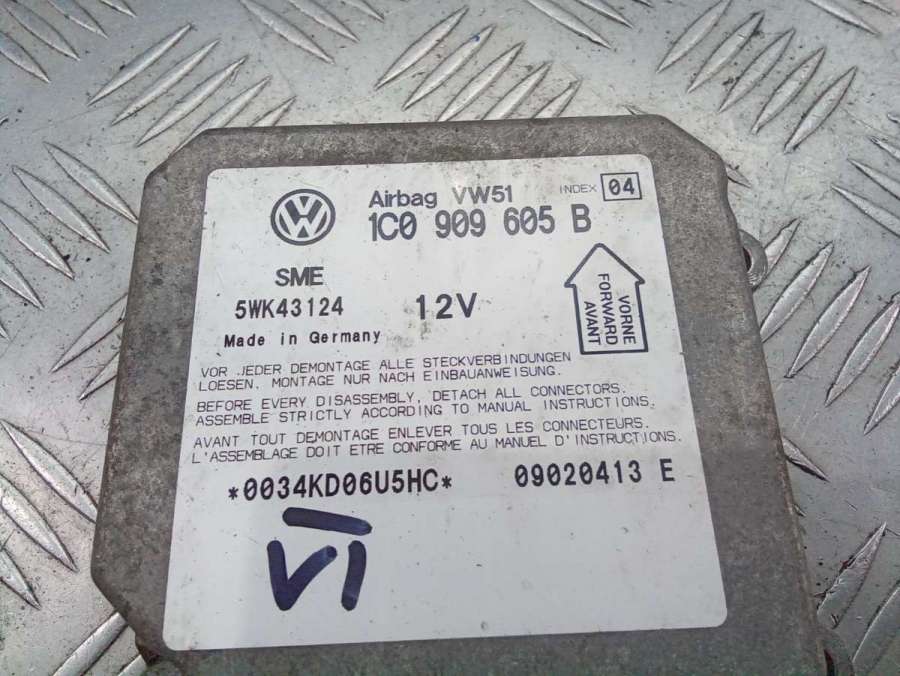 Airbag VW51 INDEX 04
1C0 909 605 B
SME
5WK43124 12V
Made in Germany
VORNE
FORWARD
AVANT
VOR JEDER DEMONTAGE ALLE STECKVERBINDUNGEN
LOESEN. MONTAGE NUR NACH EINBAUANWEISUNG.
BEFORE EVERY DISASSEMBLY, DETACH ALL CONNECTORS.
ASSEMBLE STRICTLY ACCORDING TO MANUAL INSTRUCTIONS.
AVANT TOUT DEMONTAGE ENLEVER TOUS LES CONNECTEURS.
L'ASSEMBLAGE DOIT ETRE CONFORME AU MANUEL D'INSTRUCTIONS.
*0034KD06U5HC* 09020413 E
VI